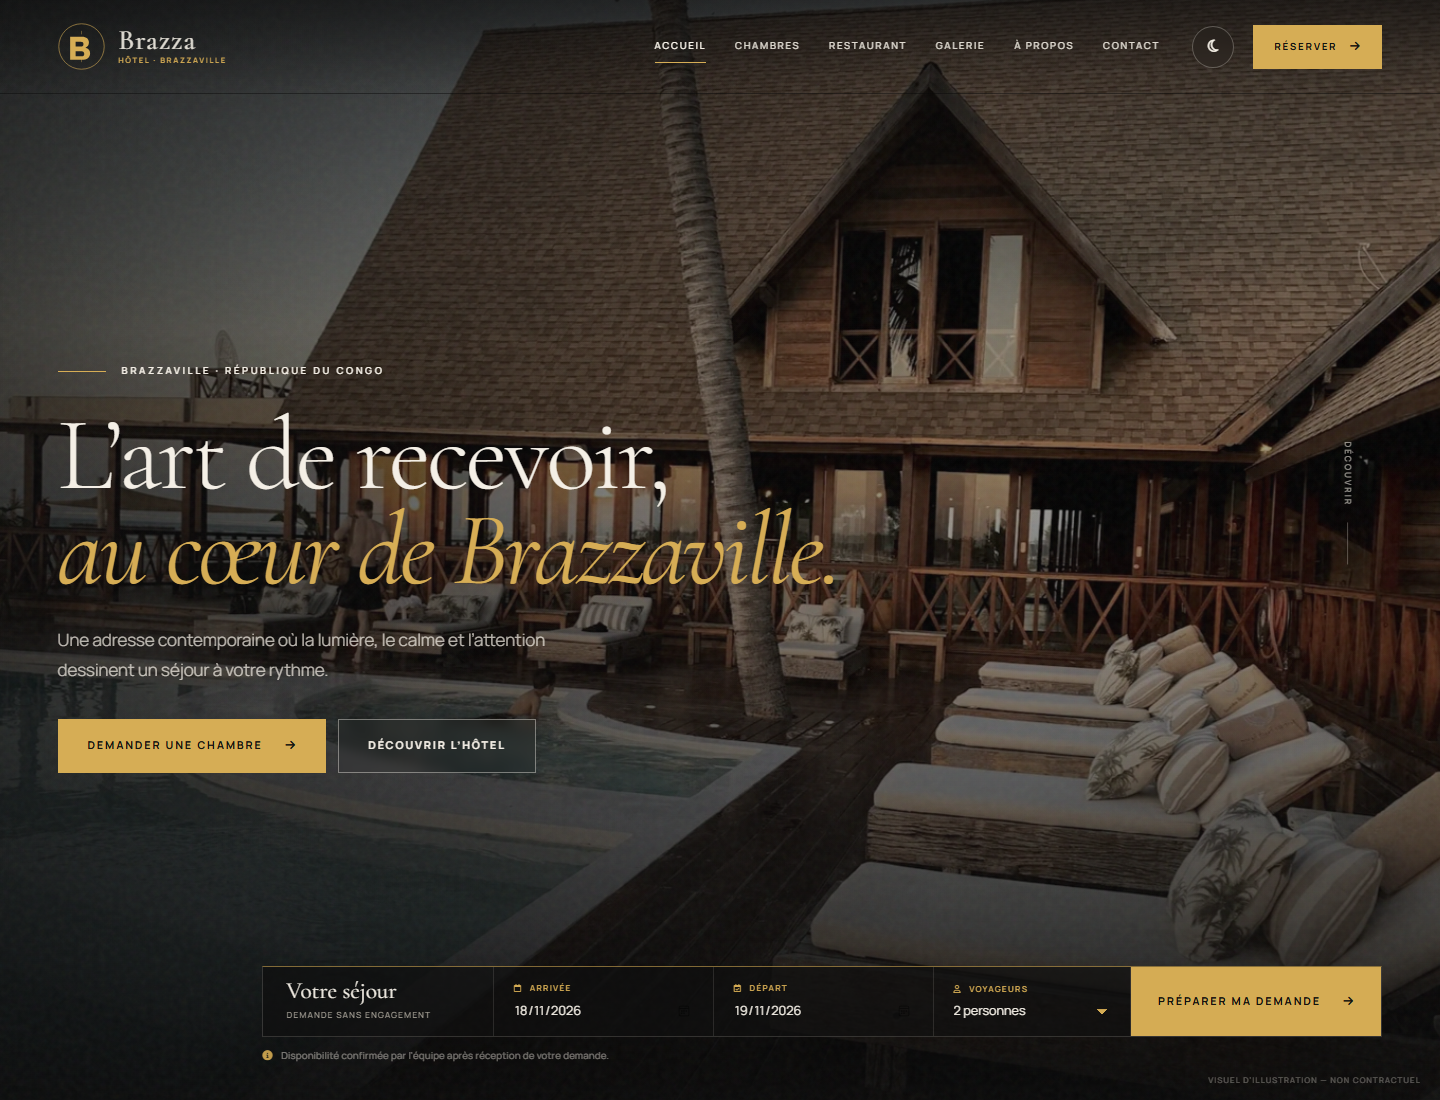 B
Brazza
HÔTEL · BRAZZAVILLE
ACCUEIL
CHAMBRES
RESTAURANT
GALERIE
À PROPOS
CONTACT
RÉSERVER
BRAZZAVILLE · RÉPUBLIQUE DU CONGO
L’art de recevoir,
au cœur de Brazzaville.
Une adresse contemporaine où la lumière, le calme et l’attention
dessinent un séjour à votre rythme.
DEMANDER UNE CHAMBRE
DÉCOUVRIR L’HÔTEL
DÉCOUVRIR
Votre séjour
DEMANDE SANS ENGAGEMENT
ARRIVÉE
18/11/2026
DÉPART
19/11/2026
VOYAGEURS
2 personnes
PRÉPARER MA DEMANDE
Disponibilité confirmée par l’équipe après réception de votre demande.
VISUEL D’ILLUSTRATION — NON CONTRACTUEL